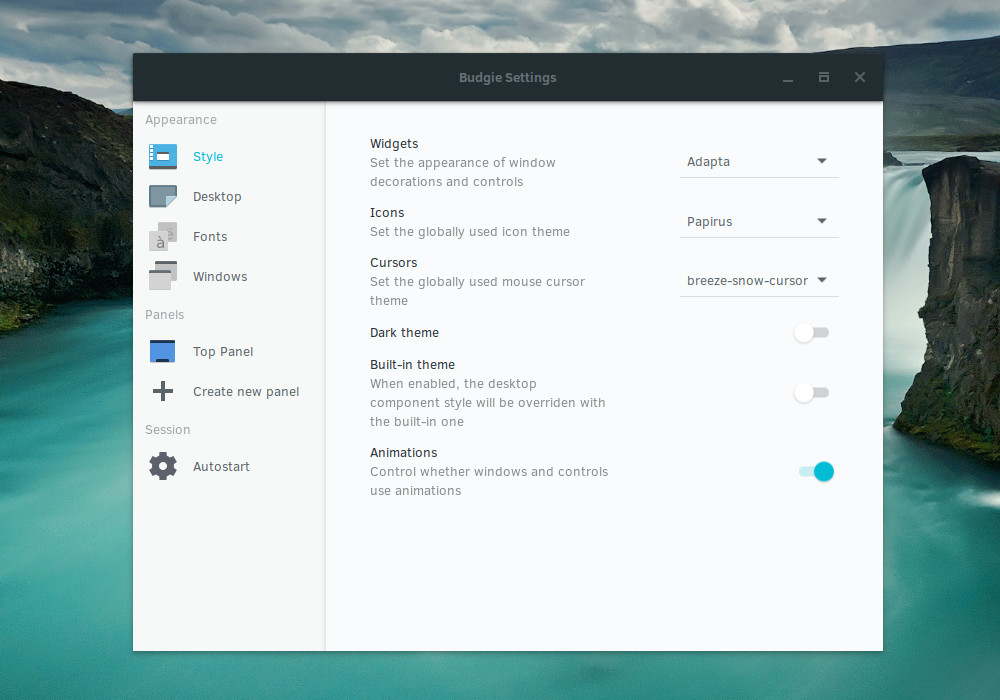 Budgie Settings
Appearance
Style
Desktop
Fonts
Windows
Panels
Top Panel
Create new panel
Session
Autostart
Widgets
Set the appearance of window
decorations and controls
Adapta
Icons
Set the globally used icon theme
Papirus
Cursors
Set the globally used mouse cursor
theme
breeze-snow-cursor
Dark theme
Built-in theme
When enabled, the desktop
component style will be overriden with
the built-in one
Animations
Control whether windows and controls
use animations